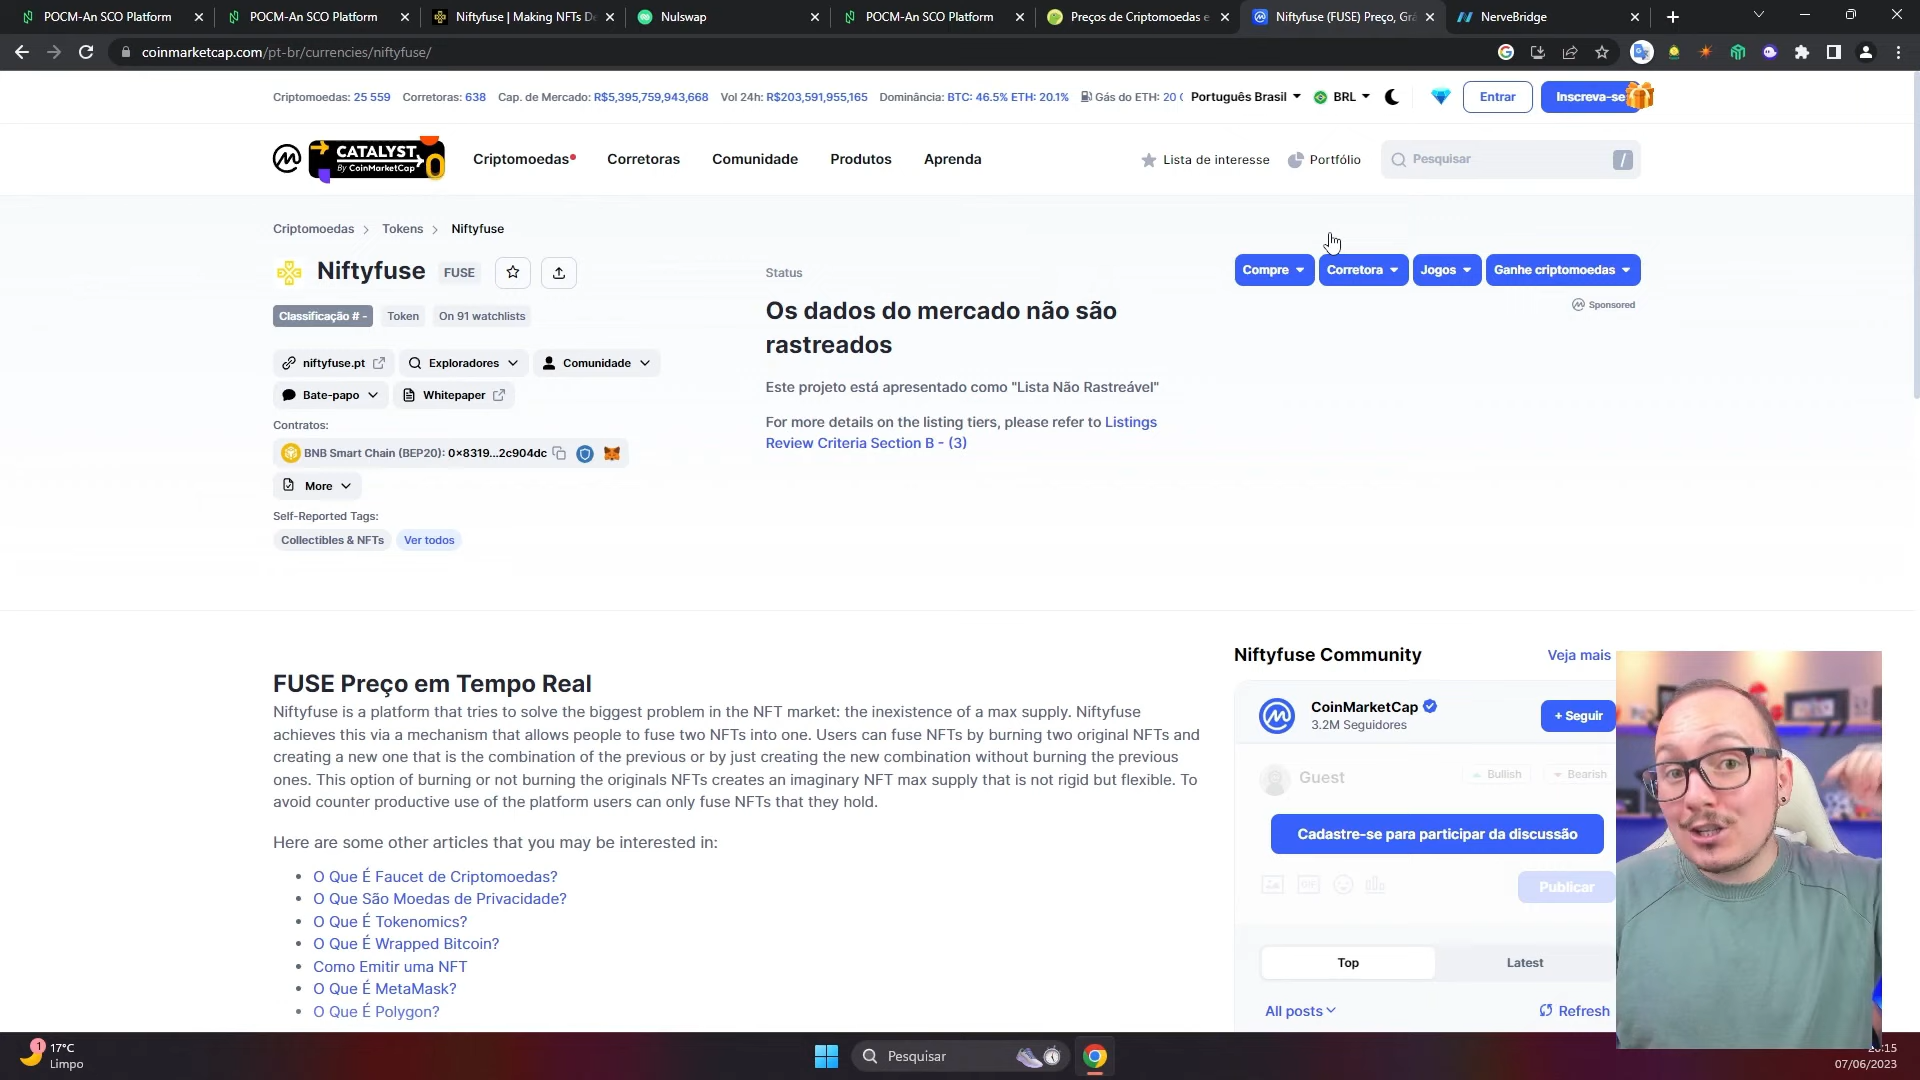 POCM-An SCO Platform
POCM-An SCO Platform
Niftyfuse | Making NFTs De
Nulswap
POCM-An SCO Platform
Preços de Criptomoedas e
Niftyfuse (FUSE) Preço, Grá
NerveBridge
coinmarketcap.com/pt-br/currencies/niftyfuse/
Criptomoedas: 25 559 Corretoras: 638 Cap. de Mercado: R$5,395,759,943,668 Vol 24h: R$203,591,955,165 Dominância: BTC: 46.5% ETH: 20.1% Gás do ETH: 20 Português Brasil BRL Entrar Inscreva-se
CATALYST
By CoinMarketCap
Criptomoedas Corretoras Comunidade Produtos Aprenda Lista de interesse Portfólio Pesquisar /
Criptomoedas > Tokens > Niftyfuse
Niftyfuse FUSE
Classificação # - Token On 91 watchlists
niftyfuse.pt Exploradores Comunidade
Bate-papo Whitepaper
Contratos:
BNB Smart Chain (BEP20): 0x8319...2c904dc
More
Self-Reported Tags:
Collectibles & NFTs Ver todos
Status
Os dados do mercado não são
rastreados
Este projeto está apresentado como "Lista Não Rastreável"
For more details on the listing tiers, please refer to Listings
Review Criteria Section B - (3)
Compre Corretora Jogos Ganhe criptomoedas
Sponsored
FUSE Preço em Tempo Real
Niftyfuse is a platform that tries to solve the biggest problem in the NFT market: the inexistence of a max supply. Niftyfuse
achieves this via a mechanism that allows people to fuse two NFTs into one. Users can fuse NFTs by burning two original NFTs and
creating a new one that is the combination of the previous or by just creating the new combination without burning the previous
ones. This option of burning or not burning the originals NFTs creates an imaginary NFT max supply that is not rigid but flexible. To
avoid counter productive use of the platform users can only fuse NFTs that they hold.
Here are some other articles that you may be interested in:
O Que É Faucet de Criptomoedas?
O Que São Moedas de Privacidade?
O Que É Tokenomics?
O Que É Wrapped Bitcoin?
Como Emitir uma NFT
O Que É MetaMask?
O Que É Polygon?
Niftyfuse Community Veja mais
CoinMarketCap
3.2M Seguidores
+ Seguir
Guest Bullish Bearish
Cadastre-se para participar da discussão
GIF
Publicar
Top Latest
All posts Refresh
1
17°C
Limpo
Pesquisar
07/06/2023